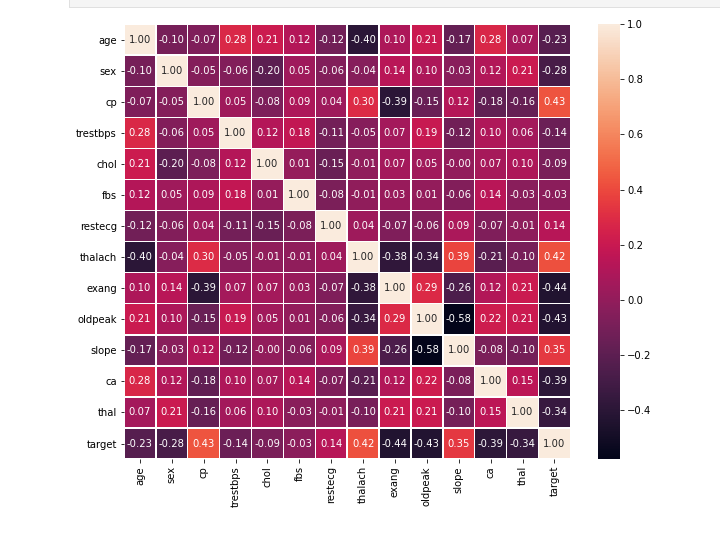 1.0
age 1.00 -0.10 -0.07 0.28 0.21 0.12 -0.12 -0.40 0.10 0.21 -0.17 0.28 0.07 -0.23
sex -0.10 1.00 -0.05 -0.06 -0.20 0.05 -0.06 -0.04 0.14 0.10 -0.03 0.12 0.21 -0.28
0.8
cp -0.07 -0.05 1.00 0.05 -0.08 0.09 0.04 0.30 -0.39 -0.15 0.12 -0.18 -0.16 0.43
trestbps 0.28 -0.06 0.05 1.00 0.12 0.18 -0.11 -0.05 0.07 0.19 -0.12 0.10 0.06 -0.14
0.6
chol 0.21 -0.20 -0.08 0.12 1.00 0.01 -0.15 -0.01 0.07 0.05 -0.00 0.07 0.10 -0.09
0.4
fbs 0.12 0.05 0.09 0.18 0.01 1.00 -0.08 -0.01 0.03 0.01 -0.06 0.14 -0.03 -0.03
restecg -0.12 -0.06 0.04 -0.11 -0.15 -0.08 1.00 0.04 -0.07 -0.06 0.09 -0.07 -0.01 0.14
0.2
thalach -0.40 -0.04 0.30 -0.05 -0.01 -0.01 0.04 1.00 -0.38 -0.34 0.39 -0.21 -0.10 0.42
exang 0.10 0.14 -0.39 0.07 0.07 0.03 -0.07 -0.38 1.00 0.29 -0.26 0.12 0.21 -0.44
0.0
oldpeak 0.21 0.10 -0.15 0.19 0.05 0.01 -0.06 -0.34 0.29 1.00 -0.58 0.22 0.21 -0.43
slope -0.17 -0.03 0.12 -0.12 -0.00 -0.06 0.09 0.39 -0.26 -0.58 1.00 -0.08 -0.10 0.35
-0.2
ca 0.28 0.12 -0.18 0.10 0.07 0.14 -0.07 -0.21 0.12 0.22 -0.08 1.00 0.15 -0.39
-0.4
thal 0.07 0.21 -0.16 0.06 0.10 -0.03 -0.01 -0.10 0.21 0.21 -0.10 0.15 1.00 -0.34
target -0.23 -0.28 0.43 -0.14 -0.09 -0.03 0.14 0.42 -0.44 -0.43 0.35 -0.39 -0.34 1.00
age sex cp trestbps chol fbs restecg thalach exang oldpeak slope ca thal target